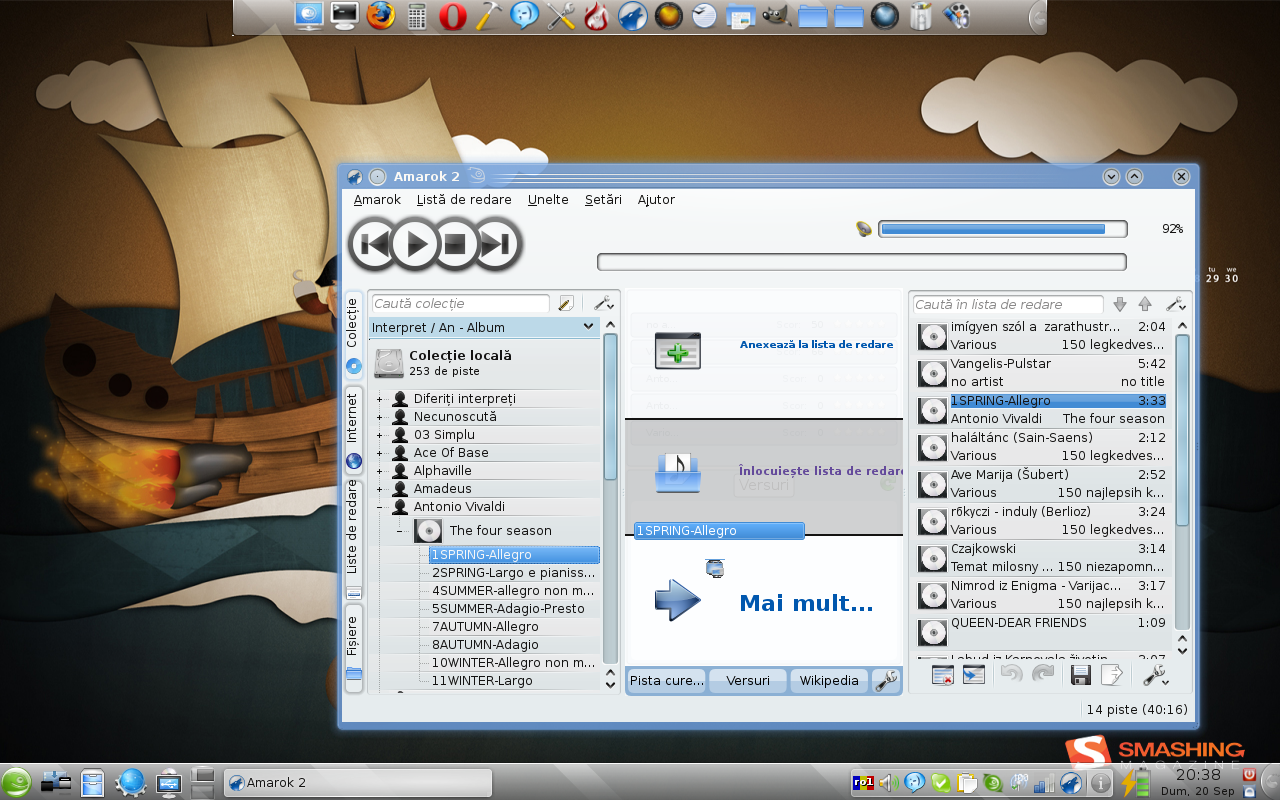 Amarok 2
Amarok Listă de redare Unelte Setări Ajutor
92%
tu we
29 30
Colecție
Internet
Liste de redare
Fișiere
Caută colecție
Interpret / An - Album
Colecție locală
253 de piste
Diferiți interpreți
Necunoscută
03 Simplu
Ace Of Base
Alphaville
Amadeus
Antonio Vivaldi
The four season
1SPRING-Allegro
2SPRING-Largo e pianiss...
4SUMMER-allegro non m...
5SUMMER-Adagio-Presto
7AUTUMN-Allegro
8AUTUMN-Adagio
10WINTER-Allegro non m...
11WINTER-Largo
Anexează la lista de redare
Înlocuiește lista de redare
Versuri
1SPRING-Allegro
Mai mult...
Pista cure... Versuri Wikipedia
Caută în lista de redare
imígyen szól a zarathustr... 2:04
Various 150 legkedves...
Vangelis-Pulstar 5:42
no artist no title
1SPRING-Allegro 3:33
Antonio Vivaldi The four season
haláltánc (Sain-Saens) 2:12
Various 150 legkedves...
Ave Marija (Šubert) 2:52
Various 150 najlepsih k...
rбkуczi - induly (Berlioz) 3:24
Various 150 legkedves...
Czajkowski 3:14
Temat milosny ... 150 niezapomn...
Nimrod iz Enigma - Varijac... 3:17
Various 150 najlepsih k...
QUEEN-DEAR FRIENDS 1:09
14 piste (40:16)
SMASHING
MAGAZINE
Amarok 2
ro1
20:38
Dum, 20 Sep